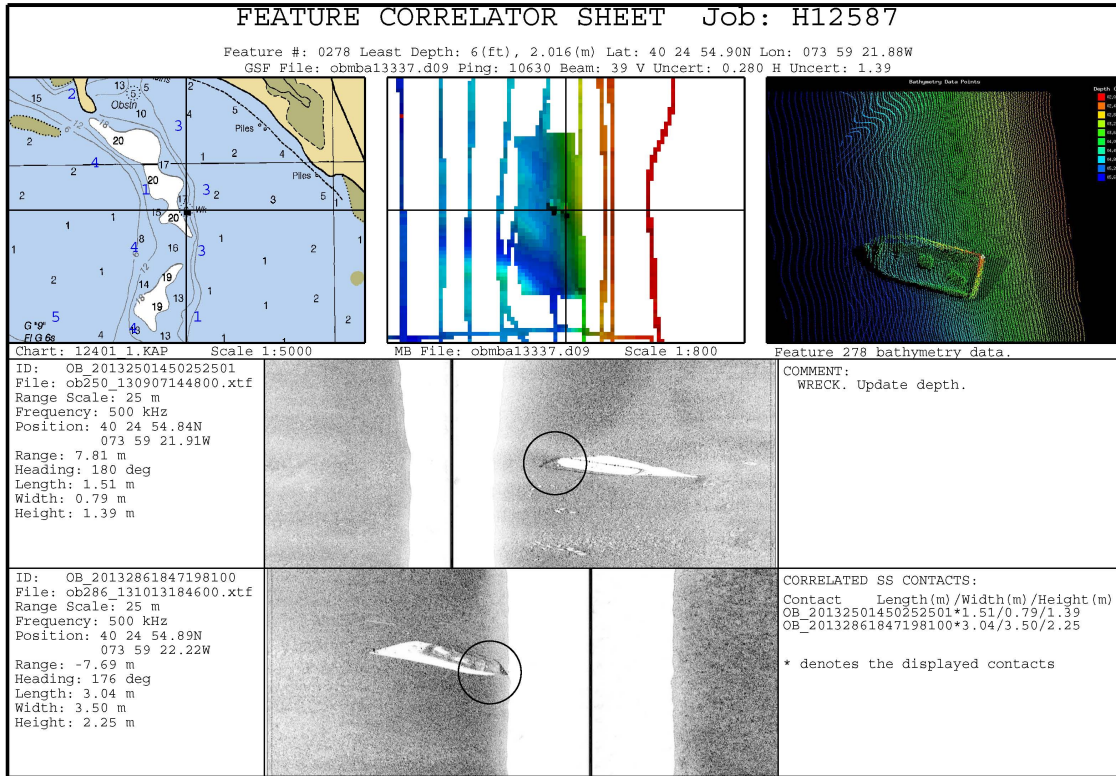 FEATURE CORRELATOR SHEET Job: H12587
Feature #: 0278 Least Depth: 6(ft), 2.016(m) Lat: 40 24 54.90N Lon: 073 59 21.88W
GSF File: obmba13337.d09 Ping: 10630 Beam: 39 V Uncert: 0.280 H Uncert: 1.39
Obstn
Piles
Piles
Wk
G "9"
Fl G 6s
Chart: 12401_1.KAP Scale 1:5000
MB File: obmba13337.d09 Scale 1:800
Bathymetry Data Points
Feature 278 bathymetry data.
ID: OB_20132501450252501
File: ob250_130907144800.xtf
Range Scale: 25 m
Frequency: 500 kHz
Position: 40 24 54.84N
073 59 21.91W
Range: 7.81 m
Heading: 180 deg
Length: 1.51 m
Width: 0.79 m
Height: 1.39 m
COMMENT:
WRECK. Update depth.
ID: OB_20132861847198100
File: ob286_131013184600.xtf
Range Scale: 25 m
Frequency: 500 kHz
Position: 40 24 54.89N
073 59 22.22W
Range: -7.69 m
Heading: 176 deg
Length: 3.04 m
Width: 3.50 m
Height: 2.25 m
CORRELATED SS CONTACTS:
Contact Length(m)/Width(m)/Height(m)
OB_20132501450252501*1.51/0.79/1.39
OB_20132861847198100*3.04/3.50/2.25
* denotes the displayed contacts